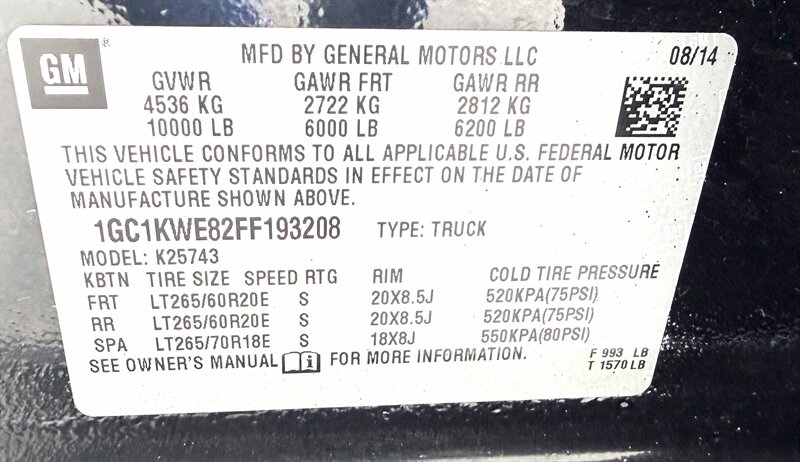 GM
MFD BY GENERAL MOTORS LLC 08/14
GVWR GAWR FRT GAWR RR
4536 KG 2722 KG 2812 KG
10000 LB 6000 LB 6200 LB
THIS VEHICLE CONFORMS TO ALL APPLICABLE U.S. FEDERAL MOTOR
VEHICLE SAFETY STANDARDS IN EFFECT ON THE DATE OF
MANUFACTURE SHOWN ABOVE.
1GC1KWE82FF193208 TYPE: TRUCK
MODEL: K25743
KBTN TIRE SIZE SPEED RTG RIM COLD TIRE PRESSURE
FRT LT265/60R20E S 20X8.5J 520KPA(75PSI)
RR LT265/60R20E S 20X8.5J 520KPA(75PSI)
SPA LT265/70R18E S 18X8J 550KPA(80PSI)
SEE OWNER'S MANUAL i FOR MORE INFORMATION.
F 993 LB
T 1570 LB